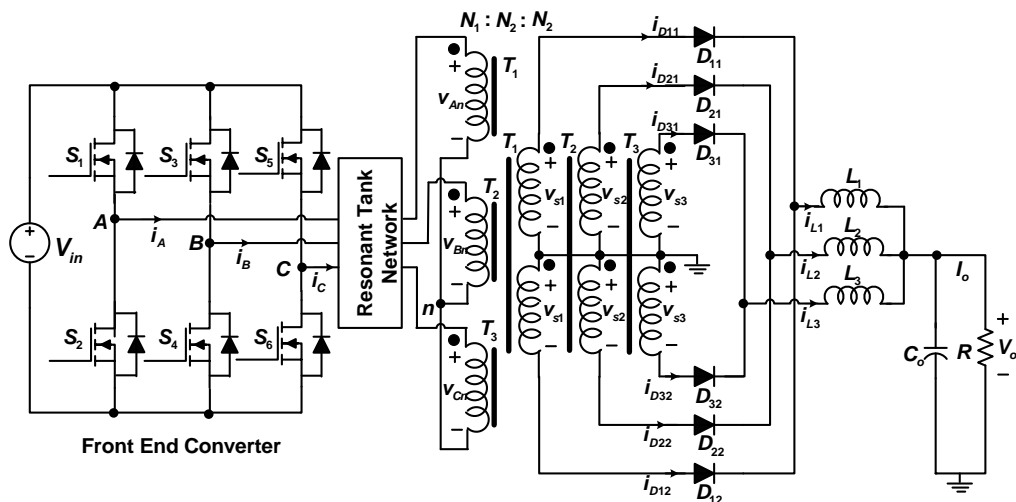 N1 : N2 : N2
T1
vAn
S1
S3
S5
Vin
A
iA
B
iB
C
iC
Resonant Tank
Network
T2
vBn
n
T3
vCn
S2
S4
S6
Front End Converter
T1
T2
T3
vs1
vs2
vs3
vs1
vs2
vs3
iD11
D11
iD21
D21
iD31
D31
iD32
D32
iD22
D22
iD12
D12
L1
iL1
L2
iL2
L3
iL3
Io
Co
R
Vo